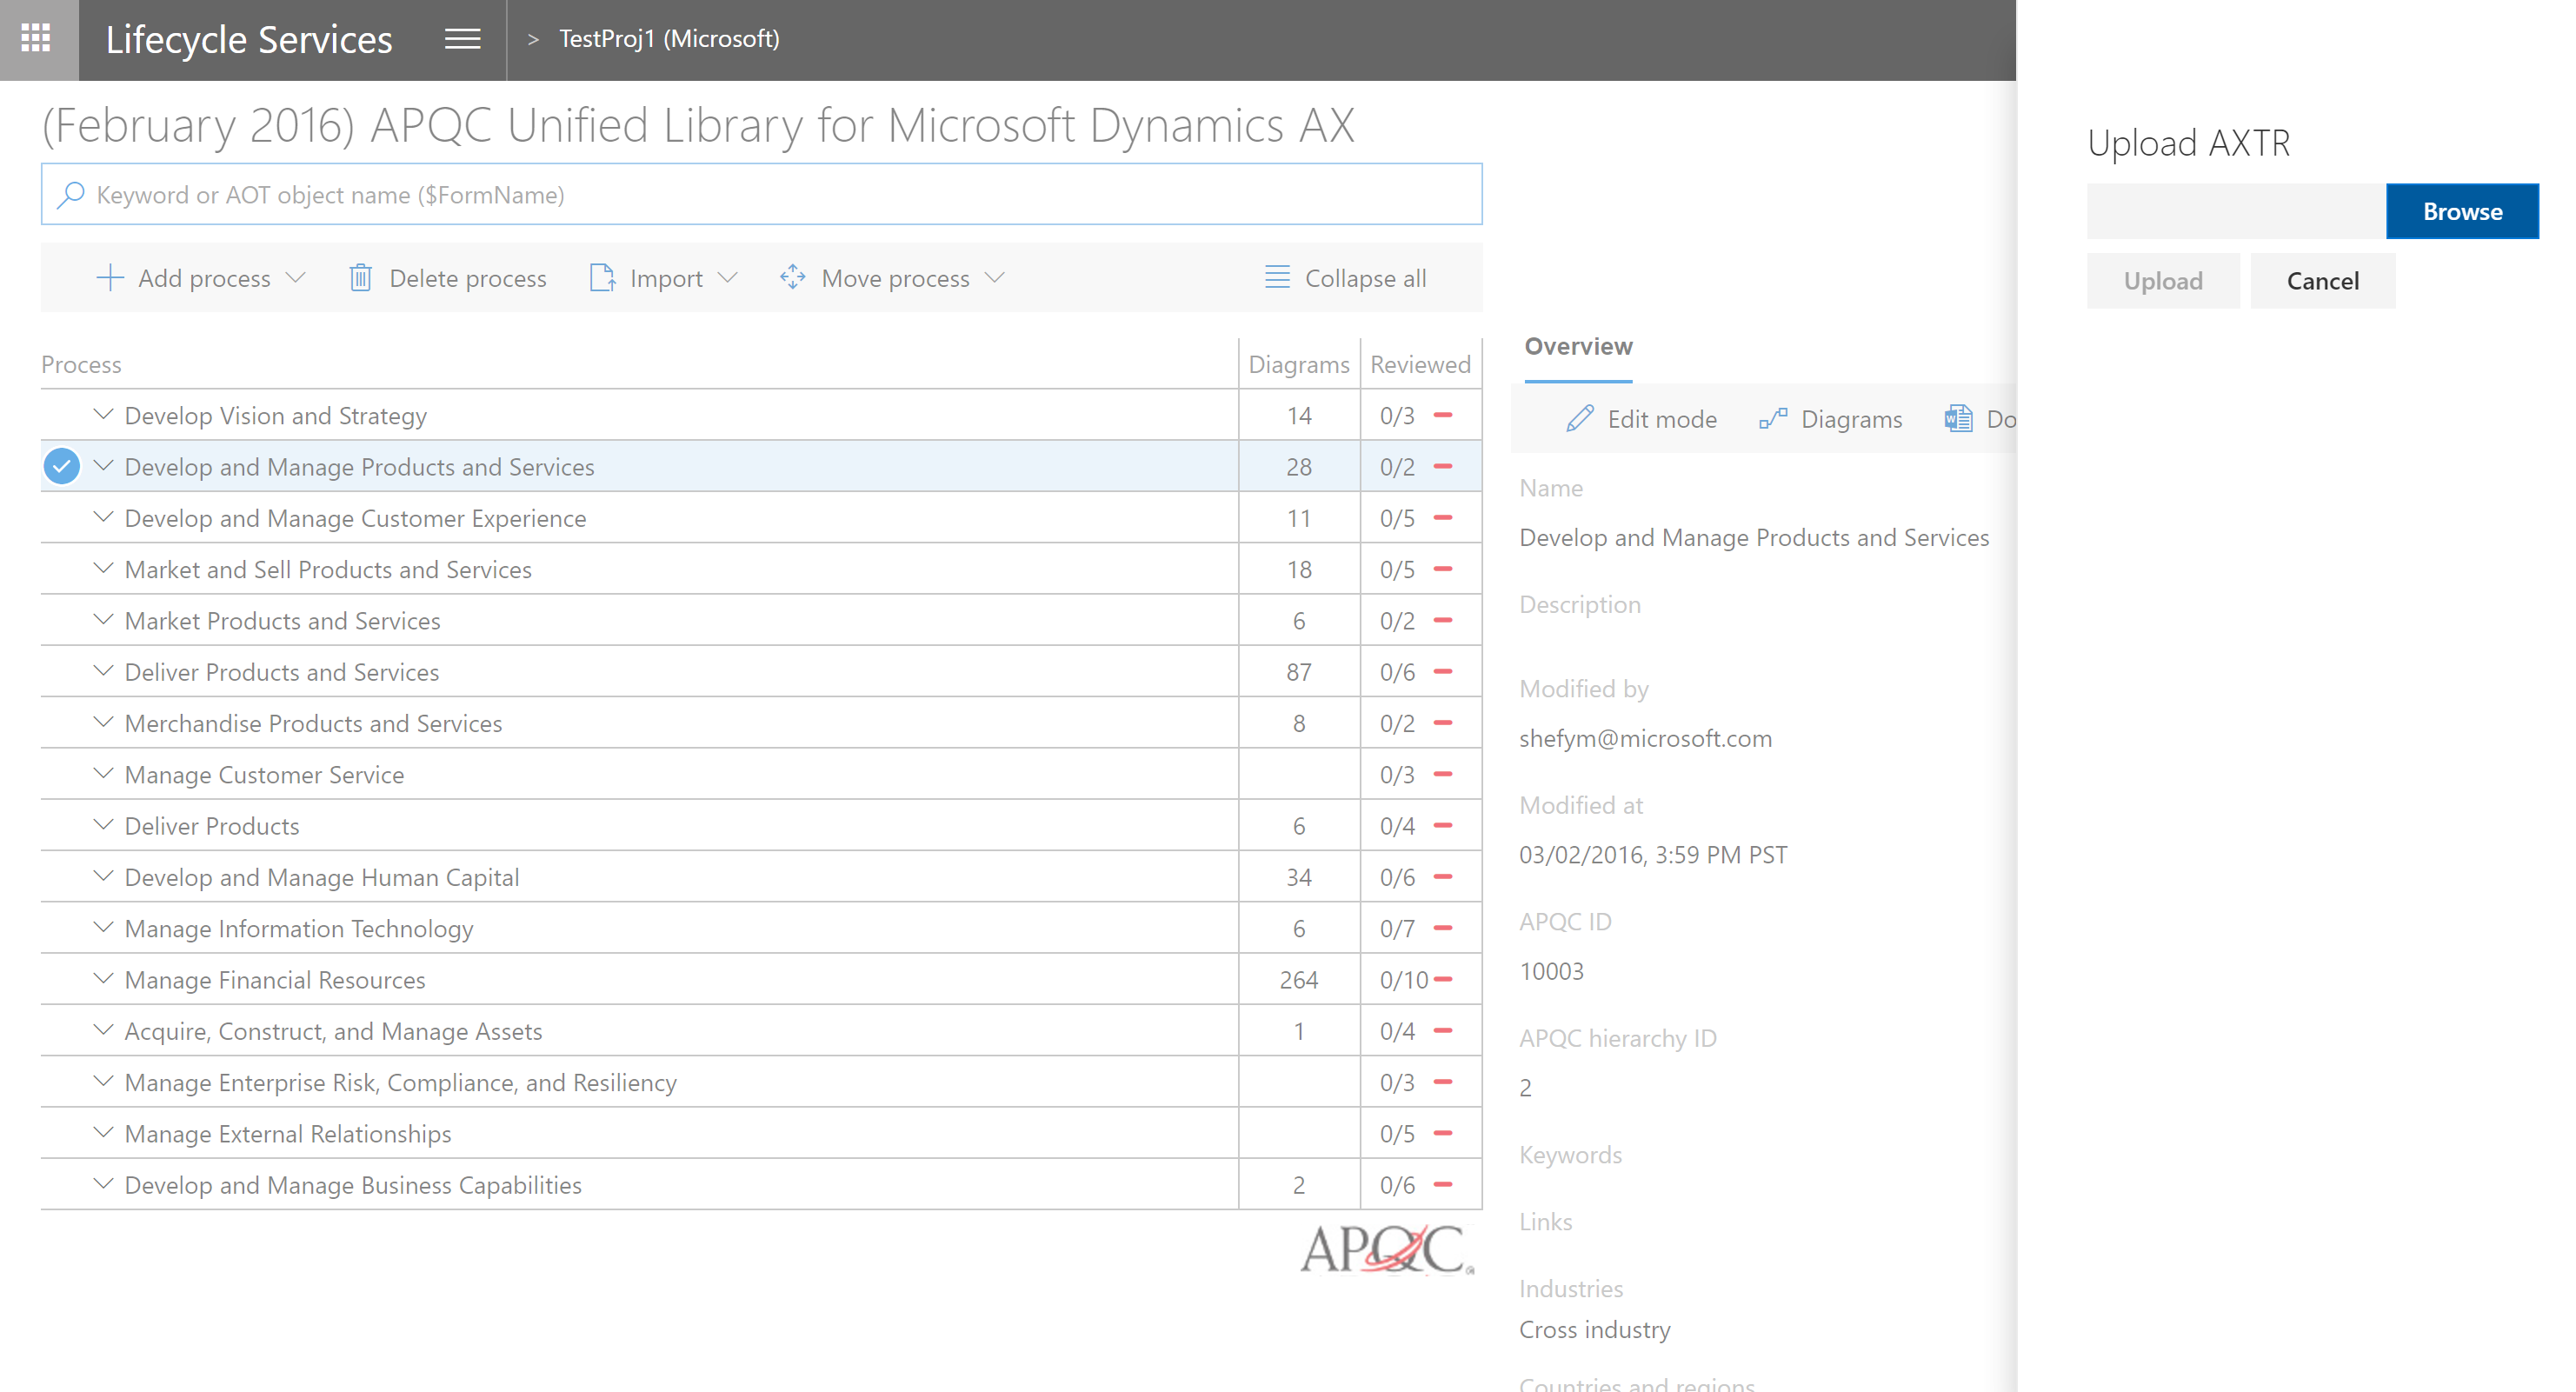 Lifecycle Services
> TestProj1 (Microsoft)
(February 2016) APQC Unified Library for Microsoft Dynamics AX
Keyword or AOT object name ($FormName)
Add process
Delete process
Import
Move process
Collapse all
Process Diagrams Reviewed
Develop Vision and Strategy 14 0/3
Develop and Manage Products and Services 28 0/2
Develop and Manage Customer Experience 11 0/5
Market and Sell Products and Services 18 0/5
Market Products and Services 6 0/2
Deliver Products and Services 87 0/6
Merchandise Products and Services 8 0/2
Manage Customer Service 0/3
Deliver Products 6 0/4
Develop and Manage Human Capital 34 0/6
Manage Information Technology 6 0/7
Manage Financial Resources 264 0/10
Acquire, Construct, and Manage Assets 1 0/4
Manage Enterprise Risk, Compliance, and Resiliency 0/3
Manage External Relationships 0/5
Develop and Manage Business Capabilities 2 0/6
APQC
Overview
Edit mode
Diagrams
Do
Name
Develop and Manage Products and Services
Description
Modified by
shefym@microsoft.com
Modified at
03/02/2016, 3:59 PM PST
APQC ID
10003
APQC hierarchy ID
2
Keywords
Links
Industries
Cross industry
Countries and regions
Upload AXTR
Browse
Upload
Cancel